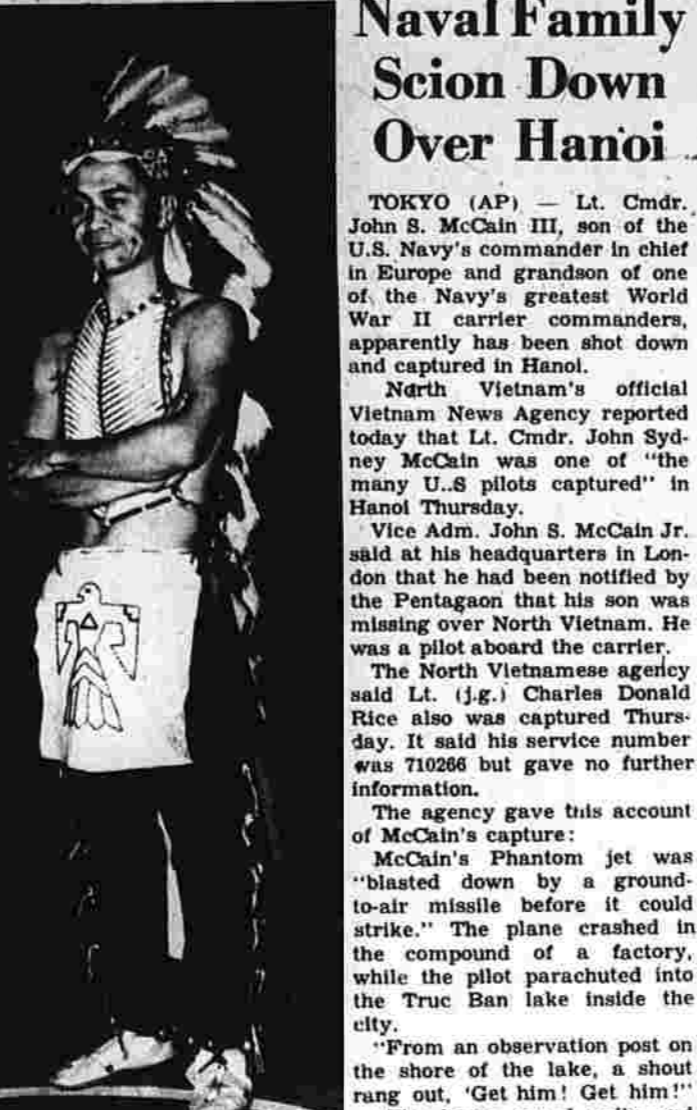 Naval Family
Scion Down
Over Hanoi
TOKYO (AP) — Lt. Cmdr.
John S. McCain III, son of the
U.S. Navy's commander in chief
in Europe and grandson of one
of the Navy's greatest World
War II carrier commanders,
apparently has been shot down
and captured in Hanoi.
North Vietnam's official
Vietnam News Agency reported
today that Lt. Cmdr. John Syd-
ney McCain was one of "the
many U..S pilots captured" in
Hanoi Thursday.
Vice Adm. John S. McCain Jr.
said at his headquarters in Lon-
don that he had been notified by
the Pentagaon that his son was
missing over North Vietnam. He
was a pilot aboard the carrier.
The North Vietnamese agency
said Lt. (j.g.) Charles Donald
Rice also was captured Thurs-
day. It said his service number
was 710266 but gave no further
information.
The agency gave this account
of McCain's capture:
McCain's Phantom jet was
"blasted down by a ground-
to-air missile before it could
strike." The plane crashed in
the compound of a factory,
while the pilot parachuted into
the Truc Ban lake inside the
city.
"From an observation post on
the shore of the lake, a shout
rang out, 'Get him! Get him!"